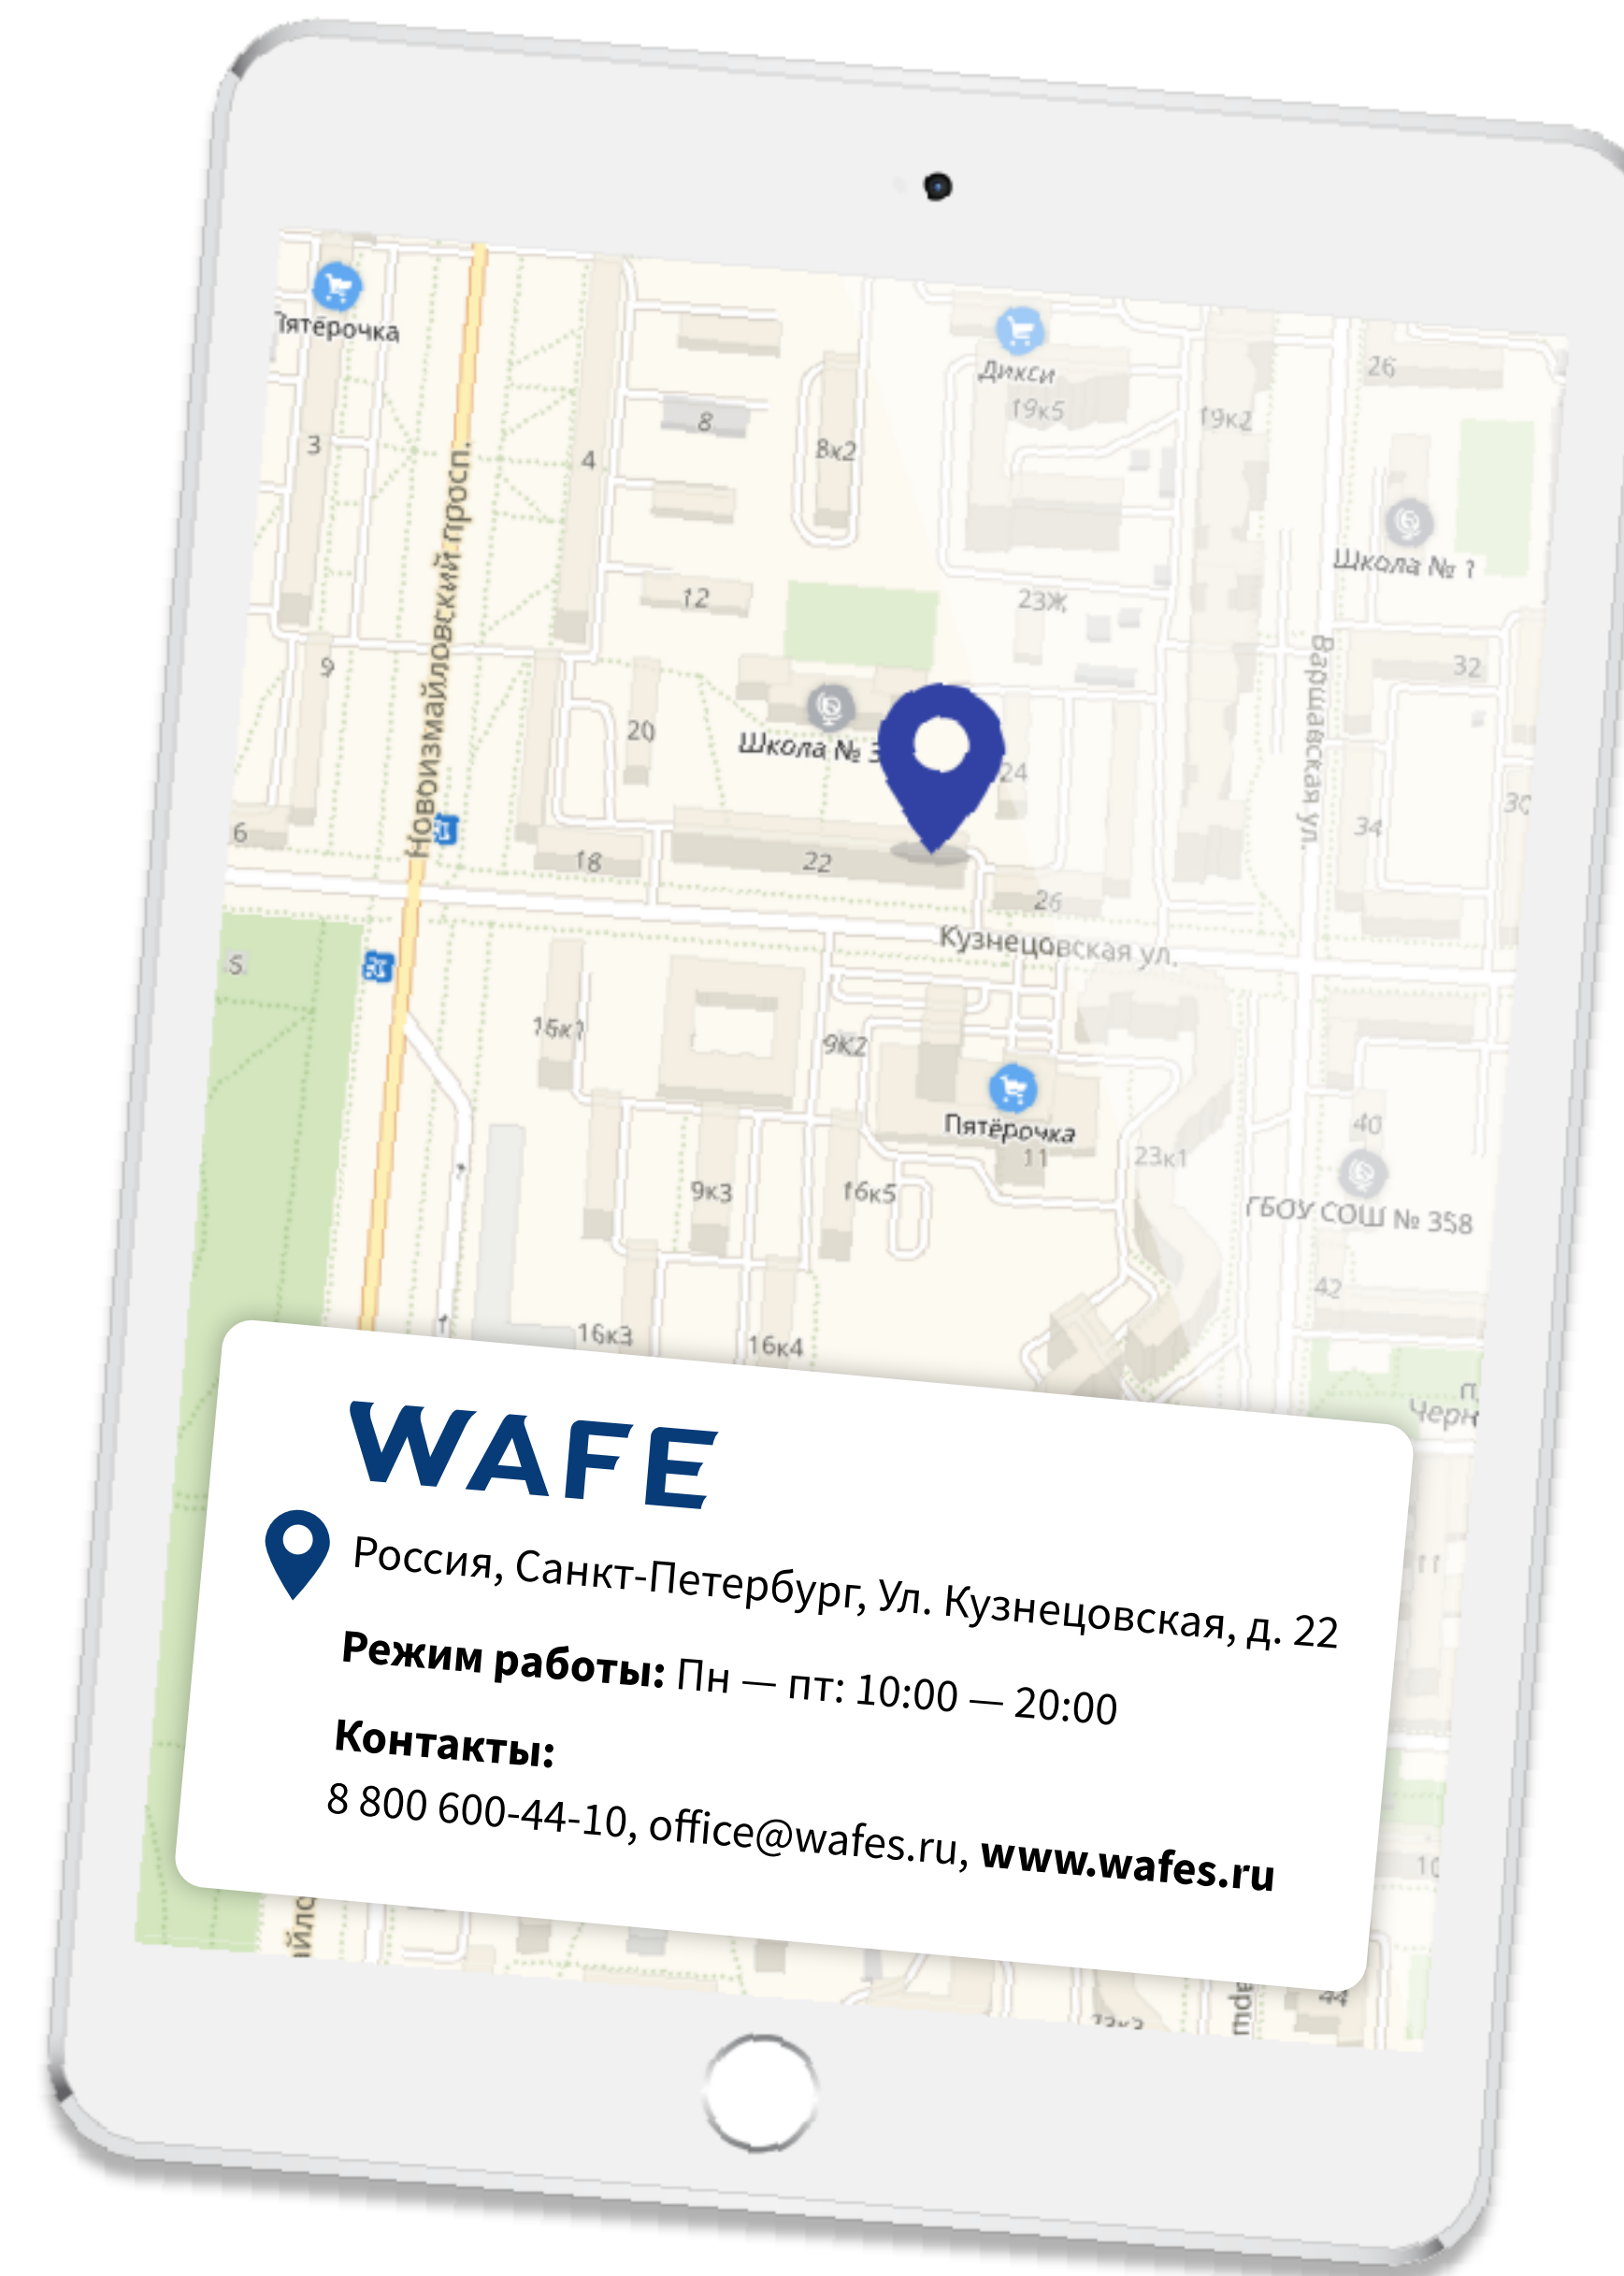 Пятёрочка
Дикси
26
19к5
19к2
8
3
4
8к2
Школа № 1
12
23Ж
Новоизмайловский просп.
9
32
Варшавская ул.
20
Школа №
24
6
18
22
34
26
Кузнецовская ул.
5
15к1
9К2
Пятёрочка
11
40
23к1
9к3
16к5
ГБОУ СОШ № 358
42
16к3
16к4
WAFE
Россия, Санкт-Петербург, Ул. Кузнецовская, д. 22
Режим работы: Пн — пт: 10:00 — 20:00
Контакты:
8 800 600-44-10, office@wafes.ru, www.wafes.ru
44